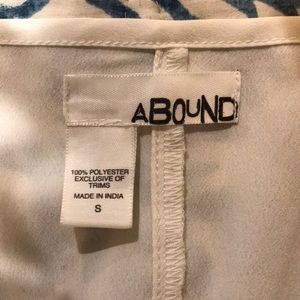 ABOUND
100% POLYESTER
EXCLUSIVE OF
TRIMS
MADE IN INDIA
S